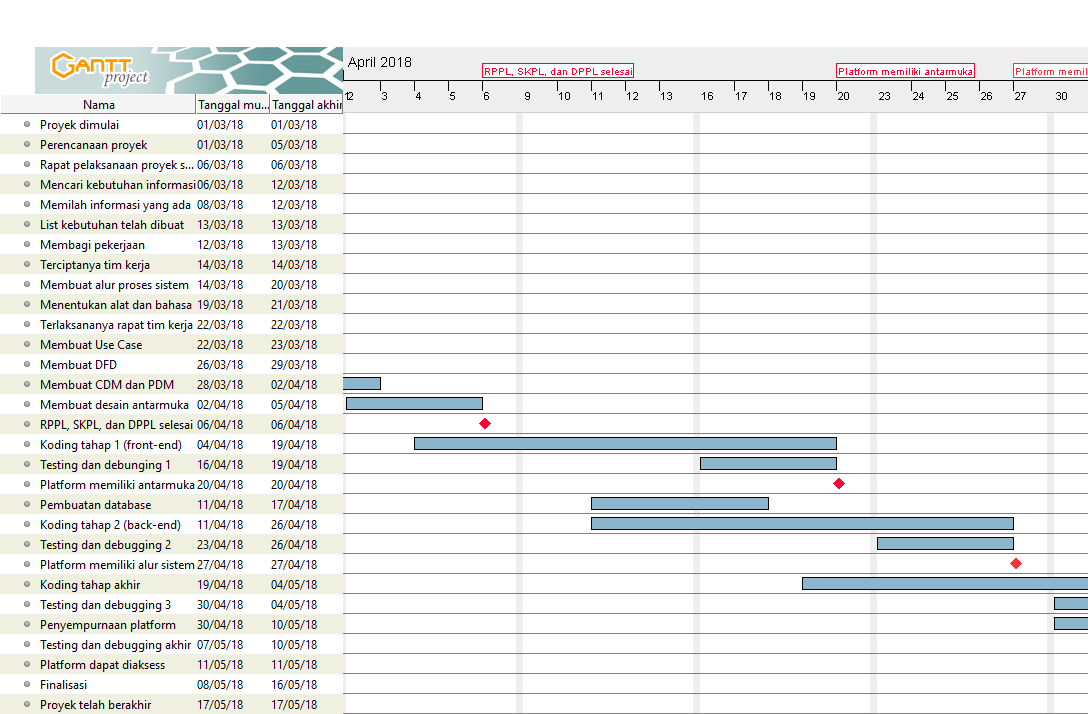 GANTT
project
April 2018
RPPL, SKPL, dan DPPL selesai
Platform memiliki antarmuka
Platform memil
Nama Tanggal mu... Tanggal akhir
2 3 4 5 6 9 10 11 12 13 16 17 18 19 20 23 24 25 26 27 30
Proyek dimulai 01/03/18 01/03/18
Perencanaan proyek 01/03/18 05/03/18
Rapat pelaksanaan proyek s... 06/03/18 06/03/18
Mencari kebutuhan informasi 06/03/18 12/03/18
Memilah informasi yang ada 08/03/18 12/03/18
List kebutuhan telah dibuat 13/03/18 13/03/18
Membagi pekerjaan 12/03/18 13/03/18
Terciptanya tim kerja 14/03/18 14/03/18
Membuat alur proses sistem 14/03/18 20/03/18
Menentukan alat dan bahasa 19/03/18 21/03/18
Terlaksananya rapat tim kerja 22/03/18 22/03/18
Membuat Use Case 22/03/18 23/03/18
Membuat DFD 26/03/18 29/03/18
Membuat CDM dan PDM 28/03/18 02/04/18
Membuat desain antarmuka 02/04/18 05/04/18
RPPL, SKPL, dan DPPL selesai 06/04/18 06/04/18
Koding tahap 1 (front-end) 04/04/18 19/04/18
Testing dan debunging 1 16/04/18 19/04/18
Platform memiliki antarmuka 20/04/18 20/04/18
Pembuatan database 11/04/18 17/04/18
Koding tahap 2 (back-end) 11/04/18 26/04/18
Testing dan debugging 2 23/04/18 26/04/18
Platform memiliki alur sistem 27/04/18 27/04/18
Koding tahap akhir 19/04/18 04/05/18
Testing dan debugging 3 30/04/18 04/05/18
Penyempurnaan platform 30/04/18 10/05/18
Testing dan debugging akhir 07/05/18 10/05/18
Platform dapat diaksess 11/05/18 11/05/18
Finalisasi 08/05/18 16/05/18
Proyek telah berakhir 17/05/18 17/05/18